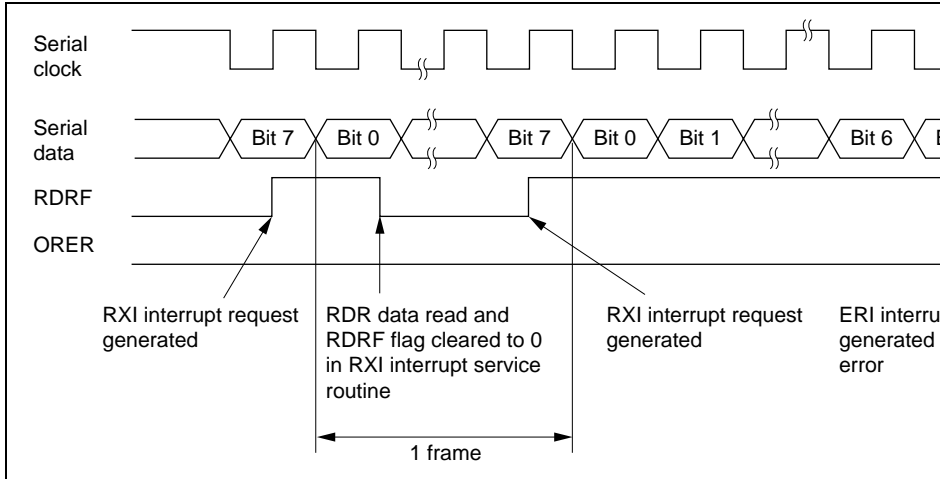 Serial
clock
Serial
data
Bit 7
Bit 0
Bit 7
Bit 0
Bit 1
Bit 6
RDRF
ORER
RXI interrupt request
generated
RDR data read and
RDRF flag cleared to 0
in RXI interrupt service
routine
RXI interrupt request
generated
ERI
generated
error
1 frame